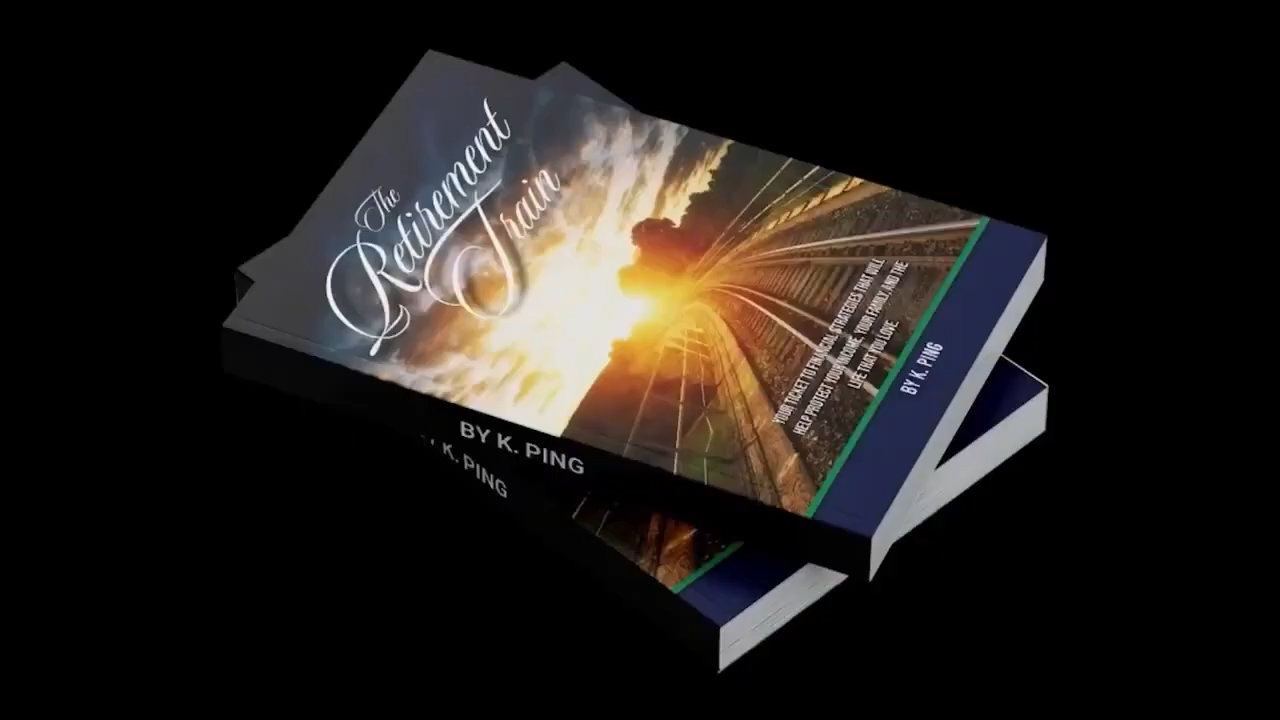 The
Retirement
Train
YOUR TICKET TO FINANCIAL STRATEGIES THAT WILL
HELP PROTECT YOUR INCOME, YOUR FAMILY, AND THE
LIFE THAT YOU LOVE
BY K. PING
BY K. PING
K. PING